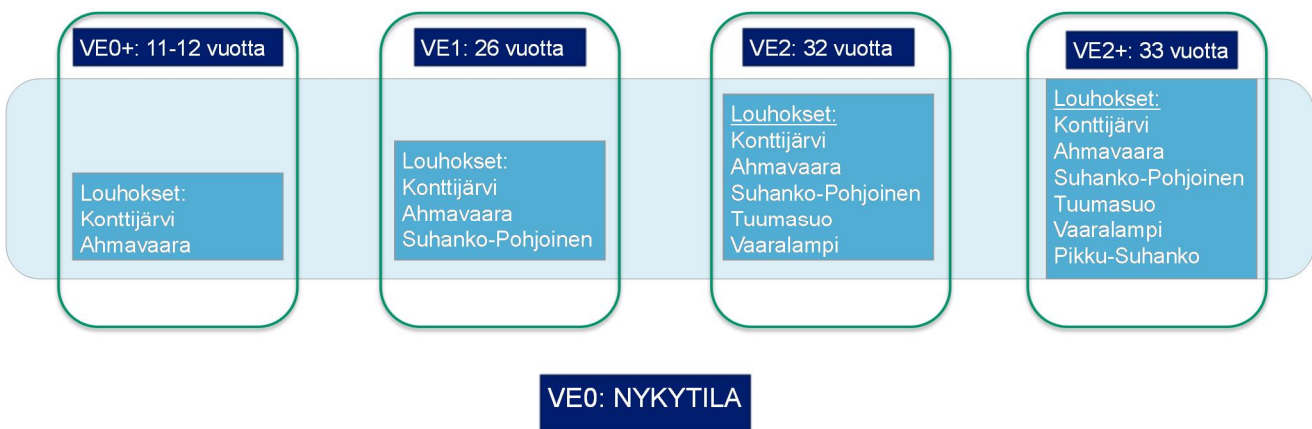 VE0+: 11-12 vuotta
Louhokset:
Konttijärvi
Ahmavaara
VE1: 26 vuotta
Louhokset:
Konttijärvi
Ahmavaara
Suhanko-Pohjoinen
VE2: 32 vuotta
Louhokset:
Konttijärvi
Ahmavaara
Suhanko-Pohjoinen
Tuumasuo
Vaaralampi
VE2+: 33 vuotta
Louhokset:
Konttijärvi
Ahmavaara
Suhanko-Pohjoinen
Tuumasuo
Vaaralampi
Pikku-Suhanko
VE0: NYKYTILA